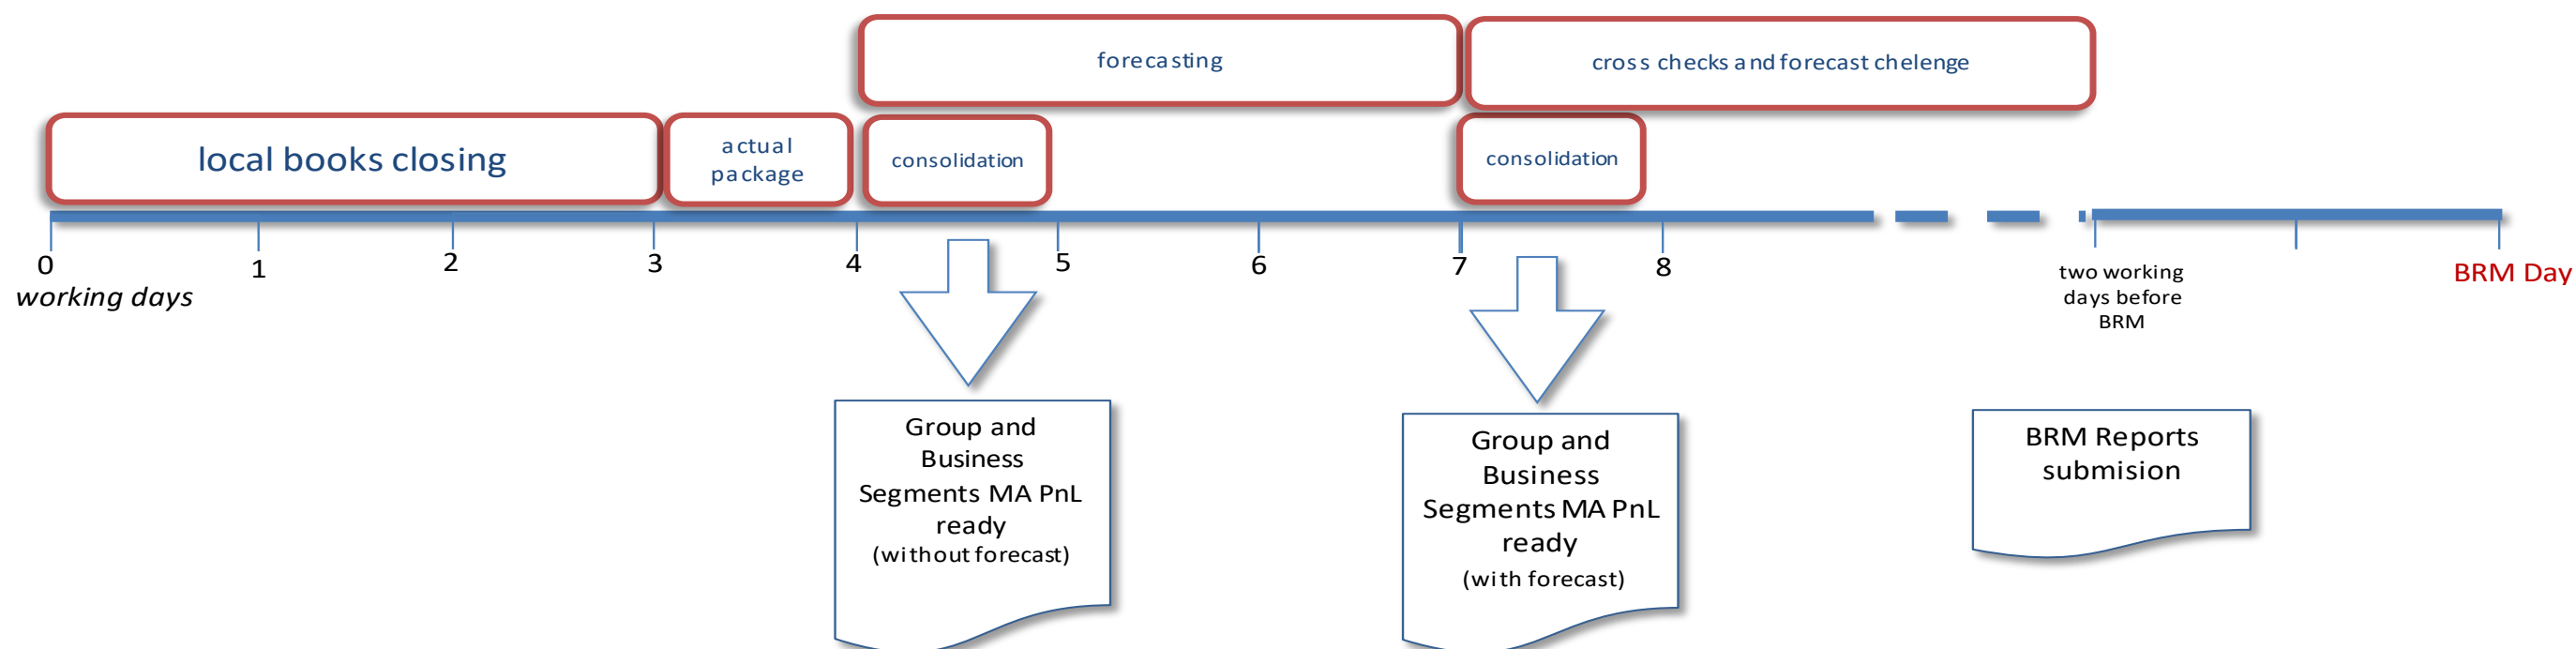 forecasting
cross checks and forecast chelenge
local books closing
actual
package
consolidation
consolidation
0
1
2
3
4
5
6
7
8
working days
two working
days before
BRM
BRM Day
Group and
Business
Segments MA PnL
ready
(without forecast)
Group and
Business
Segments MA PnL
ready
(with forecast)
BRM Reports
submision